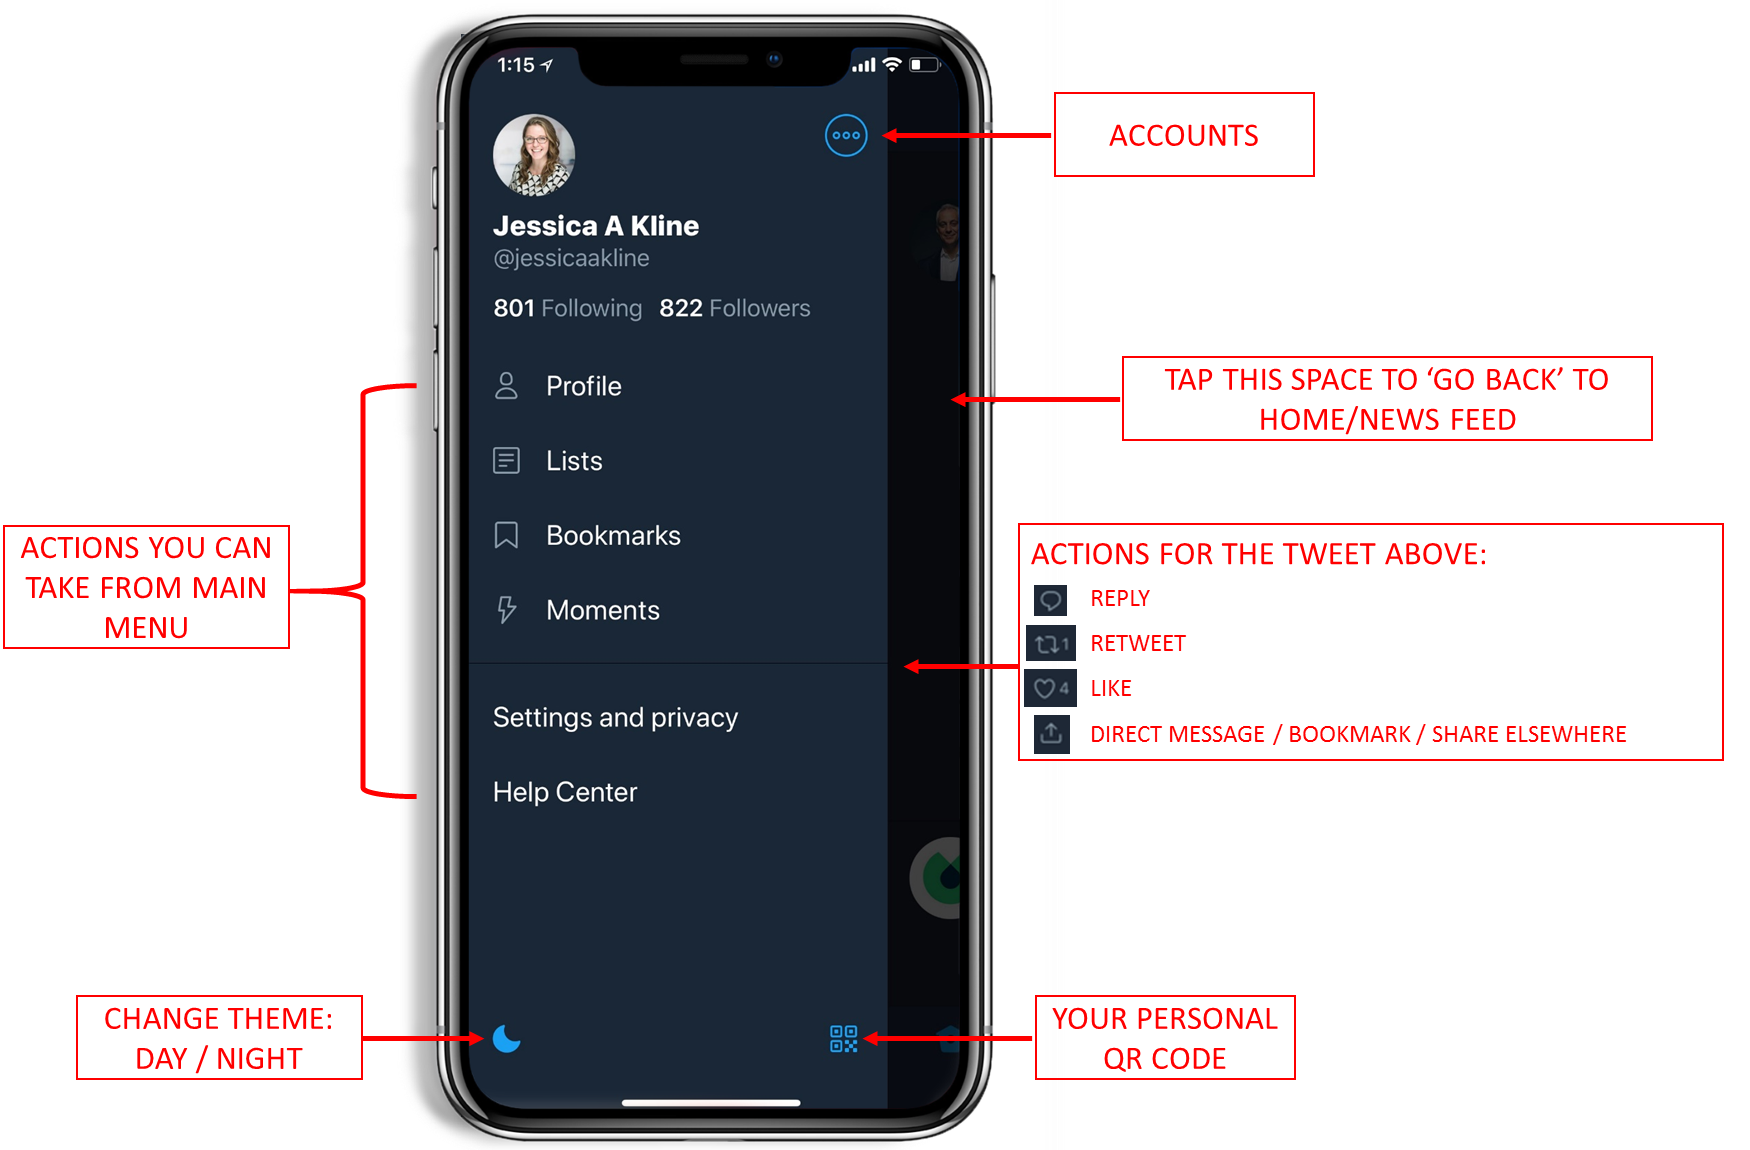 1:15
ACCOUNTS
Jessica A Kline
@jessicaakline
801 Following 822 Followers
Profile
Lists
Bookmarks
Moments
Settings and privacy
Help Center
TAP THIS SPACE TO ‘GO BACK’ TO
HOME/NEWS FEED
ACTIONS YOU CAN
TAKE FROM MAIN
MENU
ACTIONS FOR THE TWEET ABOVE:
REPLY
1 RETWEET
4 LIKE
DIRECT MESSAGE / BOOKMARK / SHARE ELSEWHERE
CHANGE THEME:
DAY / NIGHT
YOUR PERSONAL
QR CODE